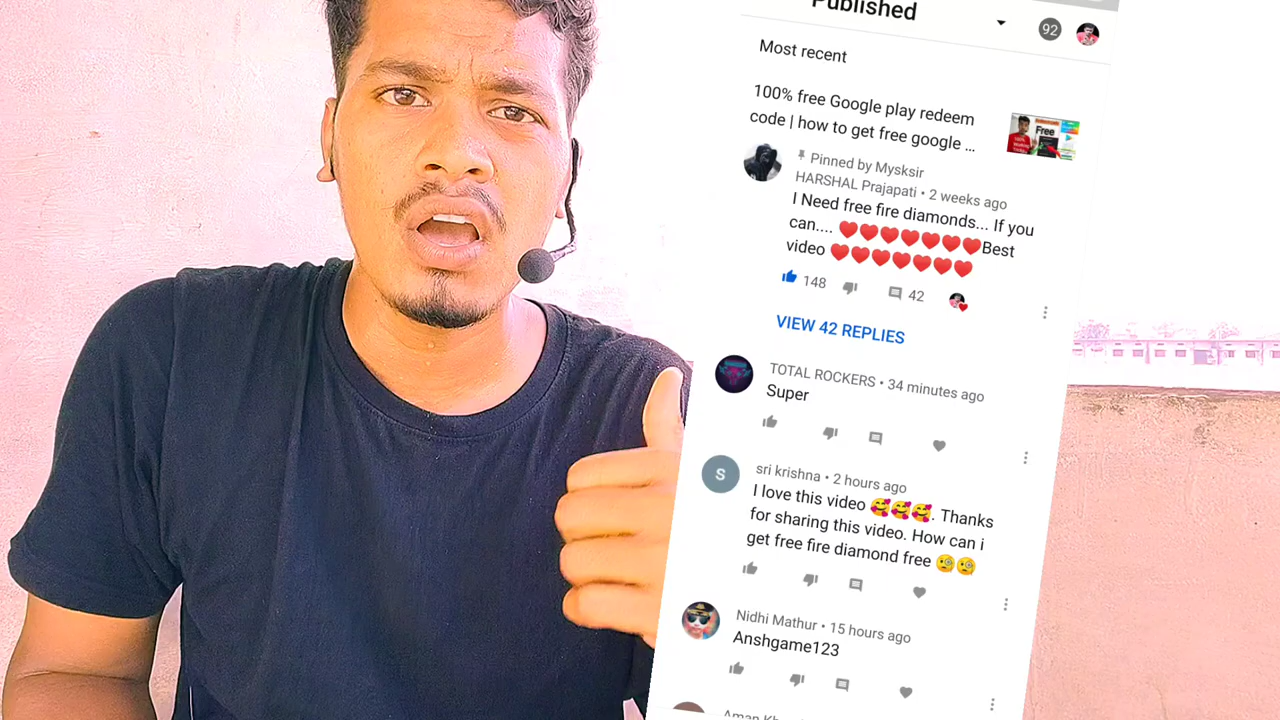 Published
92
Most recent
100% free Google play redeem
code | how to get free google ...
Free
Pinned by Mysksir
HARSHAL Prajapati • 2 weeks ago
I Need free fire diamonds... If you
can.... ♥️♥️♥️♥️♥️♥️♥️Best
video ♥️♥️♥️♥️♥️♥️♥️
148
42
VIEW 42 REPLIES
TOTAL ROCKERS • 34 minutes ago
Super
S
sri krishna • 2 hours ago
I love this video 🥰🥰🥰. Thanks
for sharing this video. How can i
get free fire diamond free 🧐🧐
Nidhi Mathur • 15 hours ago
Anshgame123